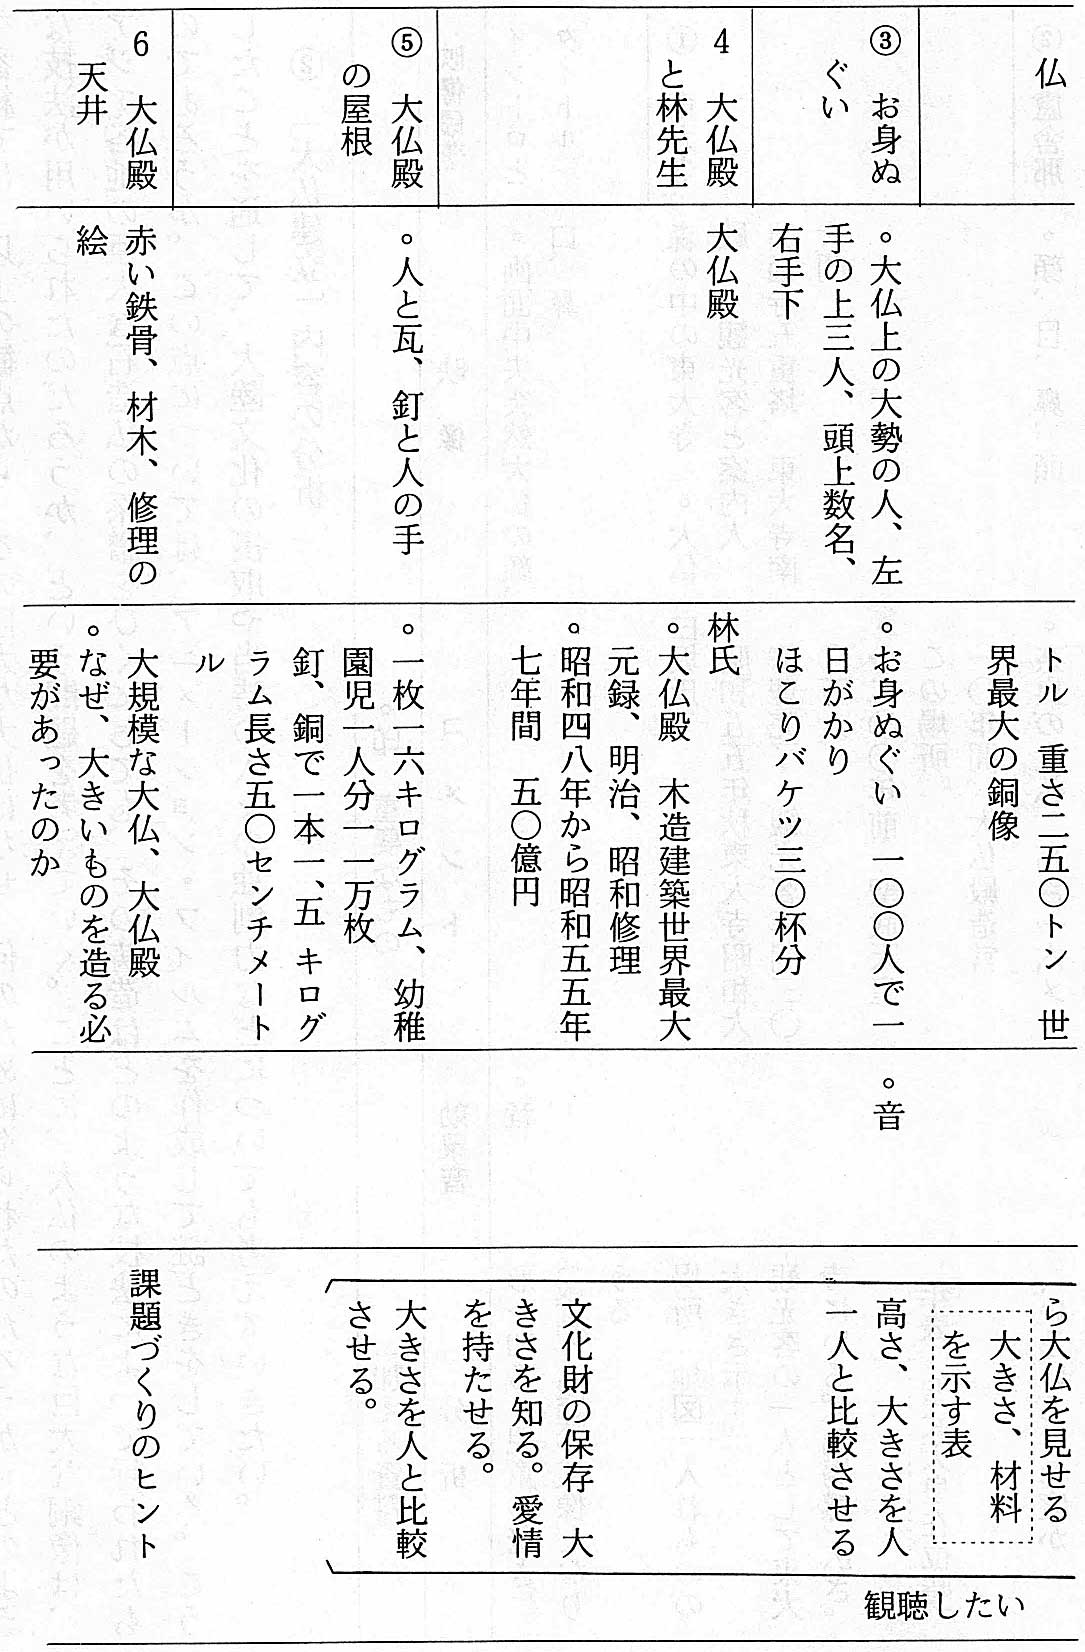 仏
トル　重さ二五〇トン　世
界最大の銅像
ら大仏を見せる
大きさ、材料
を示す表
③　お身ぬ
ぐい
。大仏上の大勢の人、左
手の上三人、頭上数名、
右手下
。お身ぬぐい　一〇〇人で一
日がかり
ほこりバケツ三〇杯分
。音
高さ、大きさを人
一人と比較させる
4　大仏殿
と林先生
大仏殿
林氏
。大仏殿　木造建築世界最大
元録、明治、昭和修理
。昭和四八年から昭和五五年
七年間　五〇億円
文化財の保存　大
きさを知る。愛情
を持たせる。
⑤　大仏殿
の屋根
。人と瓦、釘と人の手
。一枚一六キログラム、幼稚
園児一人分一一万枚
釘、銅で一本一、五キログ
ラム長さ五〇センチメート
ル
大きさを人と比較
させる。
観聴したい
6　大仏殿
天井
赤い鉄骨、材木、修理の
絵
大規模な大仏、大仏殿
。なぜ、大きいものを造る必
要があったのか
課題づくりのヒント